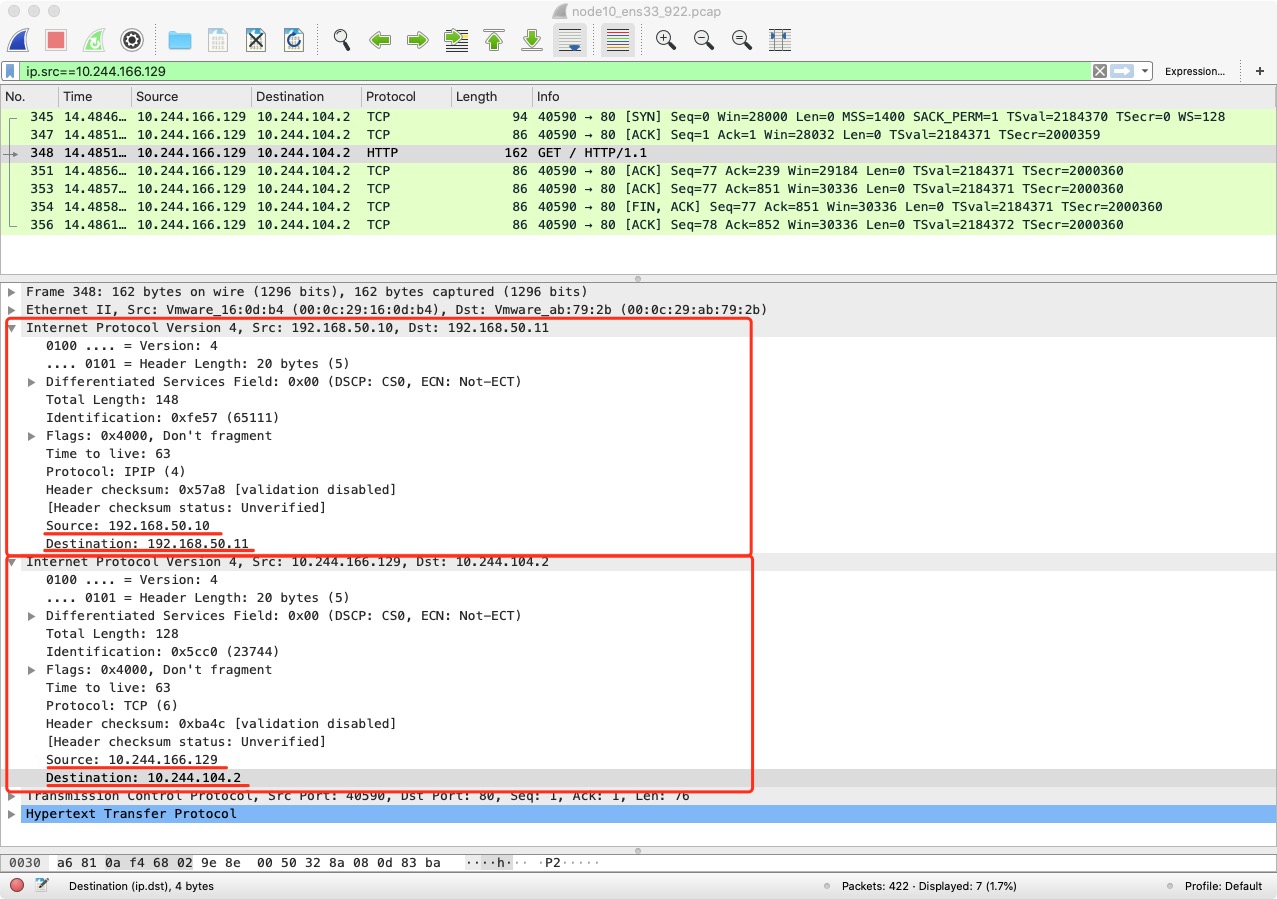 node10_ens33_922.pcap
ip.src==10.244.166.129 Expression... +
No. Time Source Destination Protocol Length Info
345 14.4846… 10.244.166.129 10.244.104.2 TCP 94 40590 → 80 [SYN] Seq=0 Win=28000 Len=0 MSS=1400 SACK_PERM=1 TSval=2184370 TSecr=0 WS=128
347 14.4851… 10.244.166.129 10.244.104.2 TCP 86 40590 → 80 [ACK] Seq=1 Ack=1 Win=28032 Len=0 TSval=2184371 TSecr=2000359
348 14.4851… 10.244.166.129 10.244.104.2 HTTP 162 GET / HTTP/1.1
351 14.4856… 10.244.166.129 10.244.104.2 TCP 86 40590 → 80 [ACK] Seq=77 Ack=239 Win=29184 Len=0 TSval=2184371 TSecr=2000360
353 14.4857… 10.244.166.129 10.244.104.2 TCP 86 40590 → 80 [ACK] Seq=77 Ack=851 Win=30336 Len=0 TSval=2184371 TSecr=2000360
354 14.4858… 10.244.166.129 10.244.104.2 TCP 86 40590 → 80 [FIN, ACK] Seq=77 Ack=851 Win=30336 Len=0 TSval=2184371 TSecr=2000360
356 14.4861… 10.244.166.129 10.244.104.2 TCP 86 40590 → 80 [ACK] Seq=78 Ack=852 Win=30336 Len=0 TSval=2184372 TSecr=2000360
Frame 348: 162 bytes on wire (1296 bits), 162 bytes captured (1296 bits)
Ethernet II, Src: Vmware_16:0d:b4 (00:0c:29:16:0d:b4), Dst: Vmware_ab:79:2b (00:0c:29:ab:79:2b)
Internet Protocol Version 4, Src: 192.168.50.10, Dst: 192.168.50.11
0100 .... = Version: 4
.... 0101 = Header Length: 20 bytes (5)
Differentiated Services Field: 0x00 (DSCP: CS0, ECN: Not-ECT)
Total Length: 148
Identification: 0xfe57 (65111)
Flags: 0x4000, Don't fragment
Time to live: 63
Protocol: IPIP (4)
Header checksum: 0x57a8 [validation disabled]
[Header checksum status: Unverified]
Source: 192.168.50.10
Destination: 192.168.50.11
Internet Protocol Version 4, Src: 10.244.166.129, Dst: 10.244.104.2
0100 .... = Version: 4
.... 0101 = Header Length: 20 bytes (5)
Differentiated Services Field: 0x00 (DSCP: CS0, ECN: Not-ECT)
Total Length: 128
Identification: 0x5cc0 (23744)
Flags: 0x4000, Don't fragment
Time to live: 63
Protocol: TCP (6)
Header checksum: 0xba4c [validation disabled]
[Header checksum status: Unverified]
Source: 10.244.166.129
Destination: 10.244.104.2
Transmission Control Protocol, Src Port: 40590, Dst Port: 80, Seq: 1, Ack: 1, Len: 76
Hypertext Transfer Protocol
0030 a6 81 0a f4 68 02 9e 8e 00 50 32 8a 08 0d 83 ba ····h··· ·P2·····
Destination (ip.dst), 4 bytes Packets: 422 · Displayed: 7 (1.7%) Profile: Default